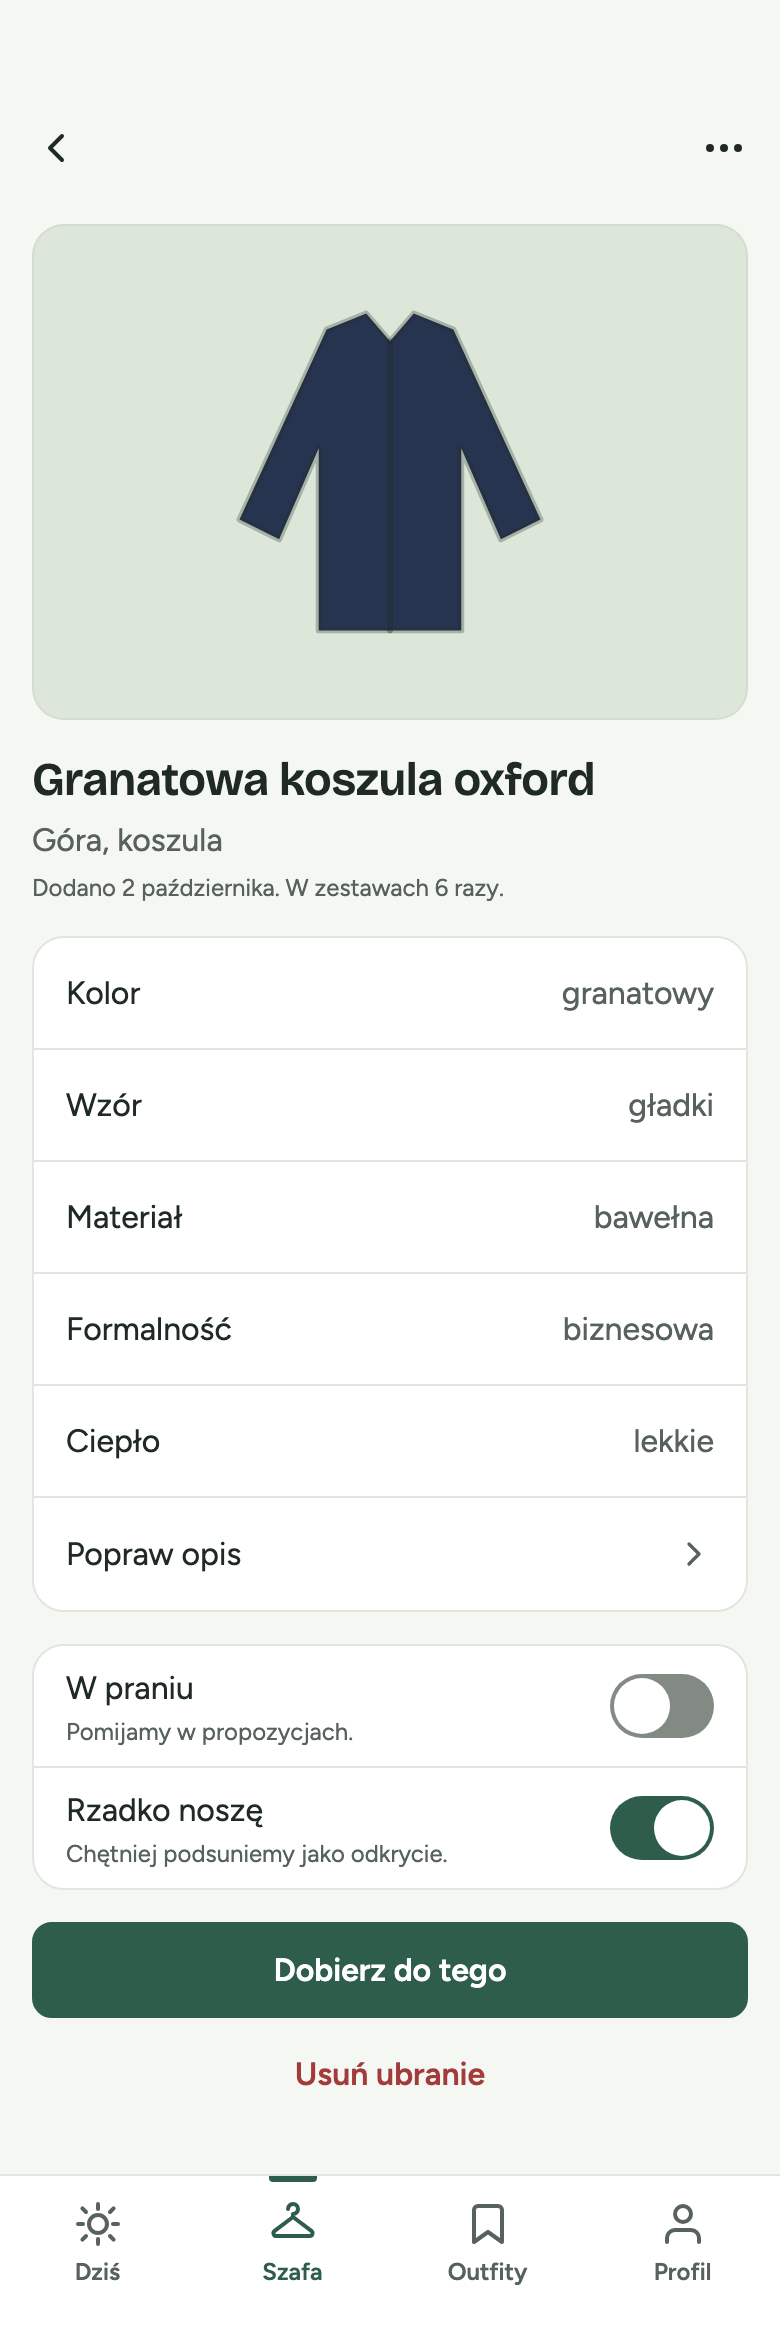 Granatowa koszula oxford
Góra, koszula
Dodano 2 października. W zestawach 6 razy.
Kolor granatowy
Wzór gładki
Materiał bawełna
Formalność biznesowa
Ciepło lekkie
Popraw opis
W praniu
Pomijamy w propozycjach.
Rzadko noszę
Chętniej podsuniemy jako odkrycie.
Dobierz do tego
Usuń ubranie
Dziś Szafa Outfity Profil